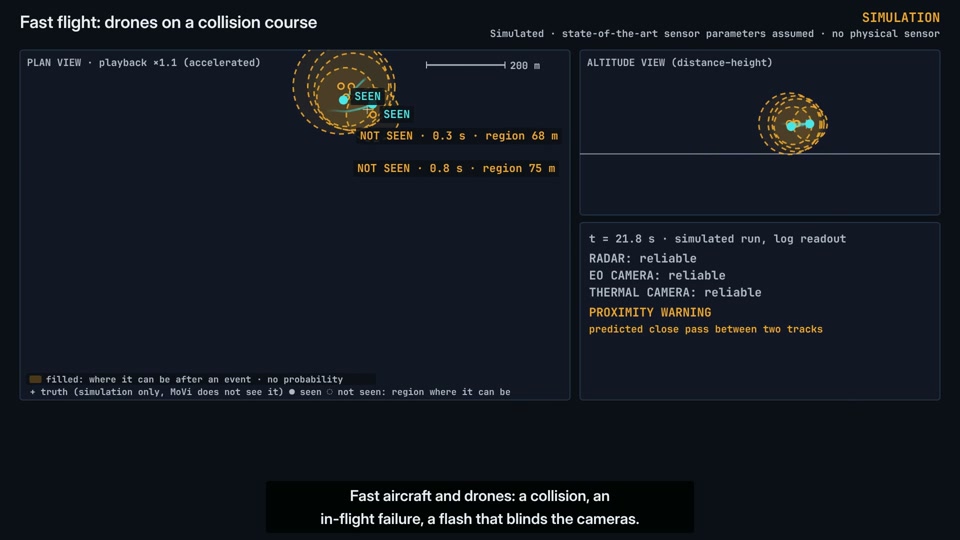 Fast flight: drones on a collision course
SIMULATION
Simulated · state-of-the-art sensor parameters assumed · no physical sensor
PLAN VIEW · playback ×1.1 (accelerated)
200 m
SEEN
SEEN
NOT SEEN · 0.3 s · region 68 m
NOT SEEN · 0.8 s · region 75 m
filled: where it can be after an event · no probability
+ truth (simulation only, MoVi does not see it) ● seen ○ not seen: region where it can be
ALTITUDE VIEW (distance-height)
t = 21.8 s · simulated run, log readout
RADAR: reliable
EO CAMERA: reliable
THERMAL CAMERA: reliable
PROXIMITY WARNING
predicted close pass between two tracks
Fast aircraft and drones: a collision, an
in-flight failure, a flash that blinds the cameras.